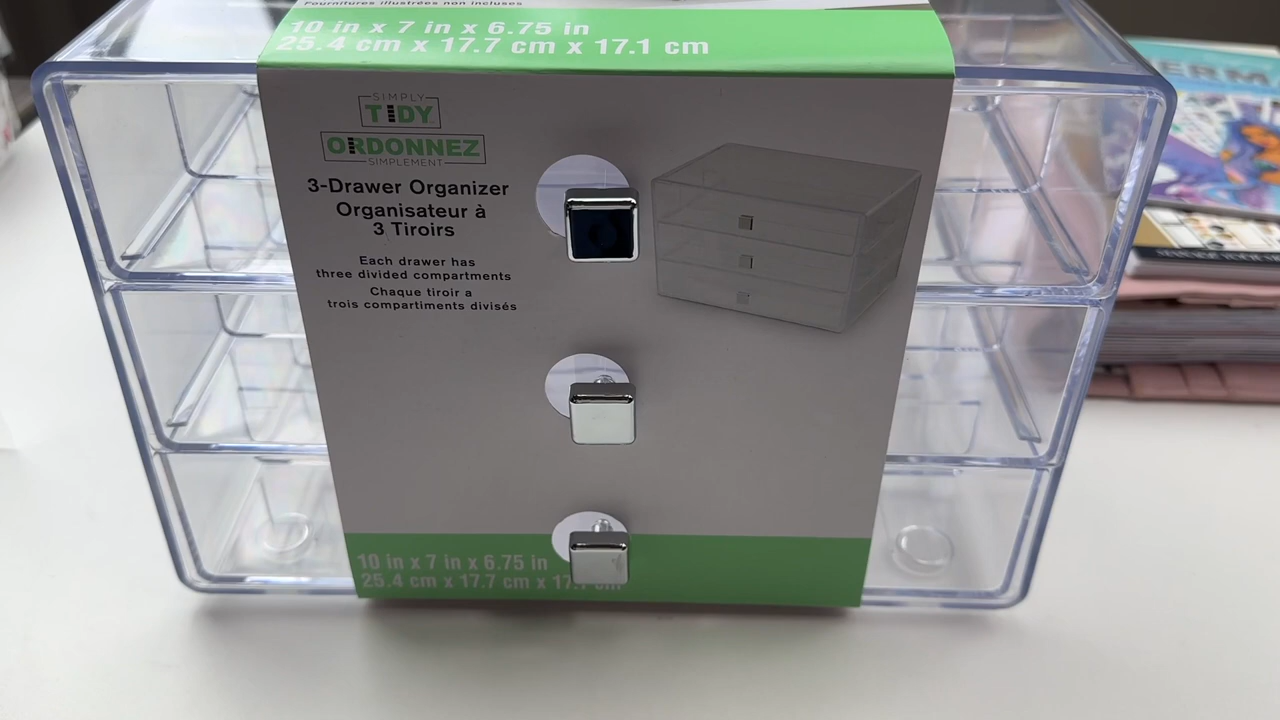 Fournitures illustrées non incluses
10 in x 7 in x 6.75 in
25.4 cm x 17.7 cm x 17.1 cm
SIMPLY
TIDY
ORDONNEZ
SIMPLEMENT
3-Drawer Organizer
Organisateur à
3 Tiroirs
Each drawer has
three divided compartments
Chaque tiroir a
trois compartiments divisés
10 in x 7 in x 6.75 in
25.4 cm x 17.7 cm x 17. cm
ERM